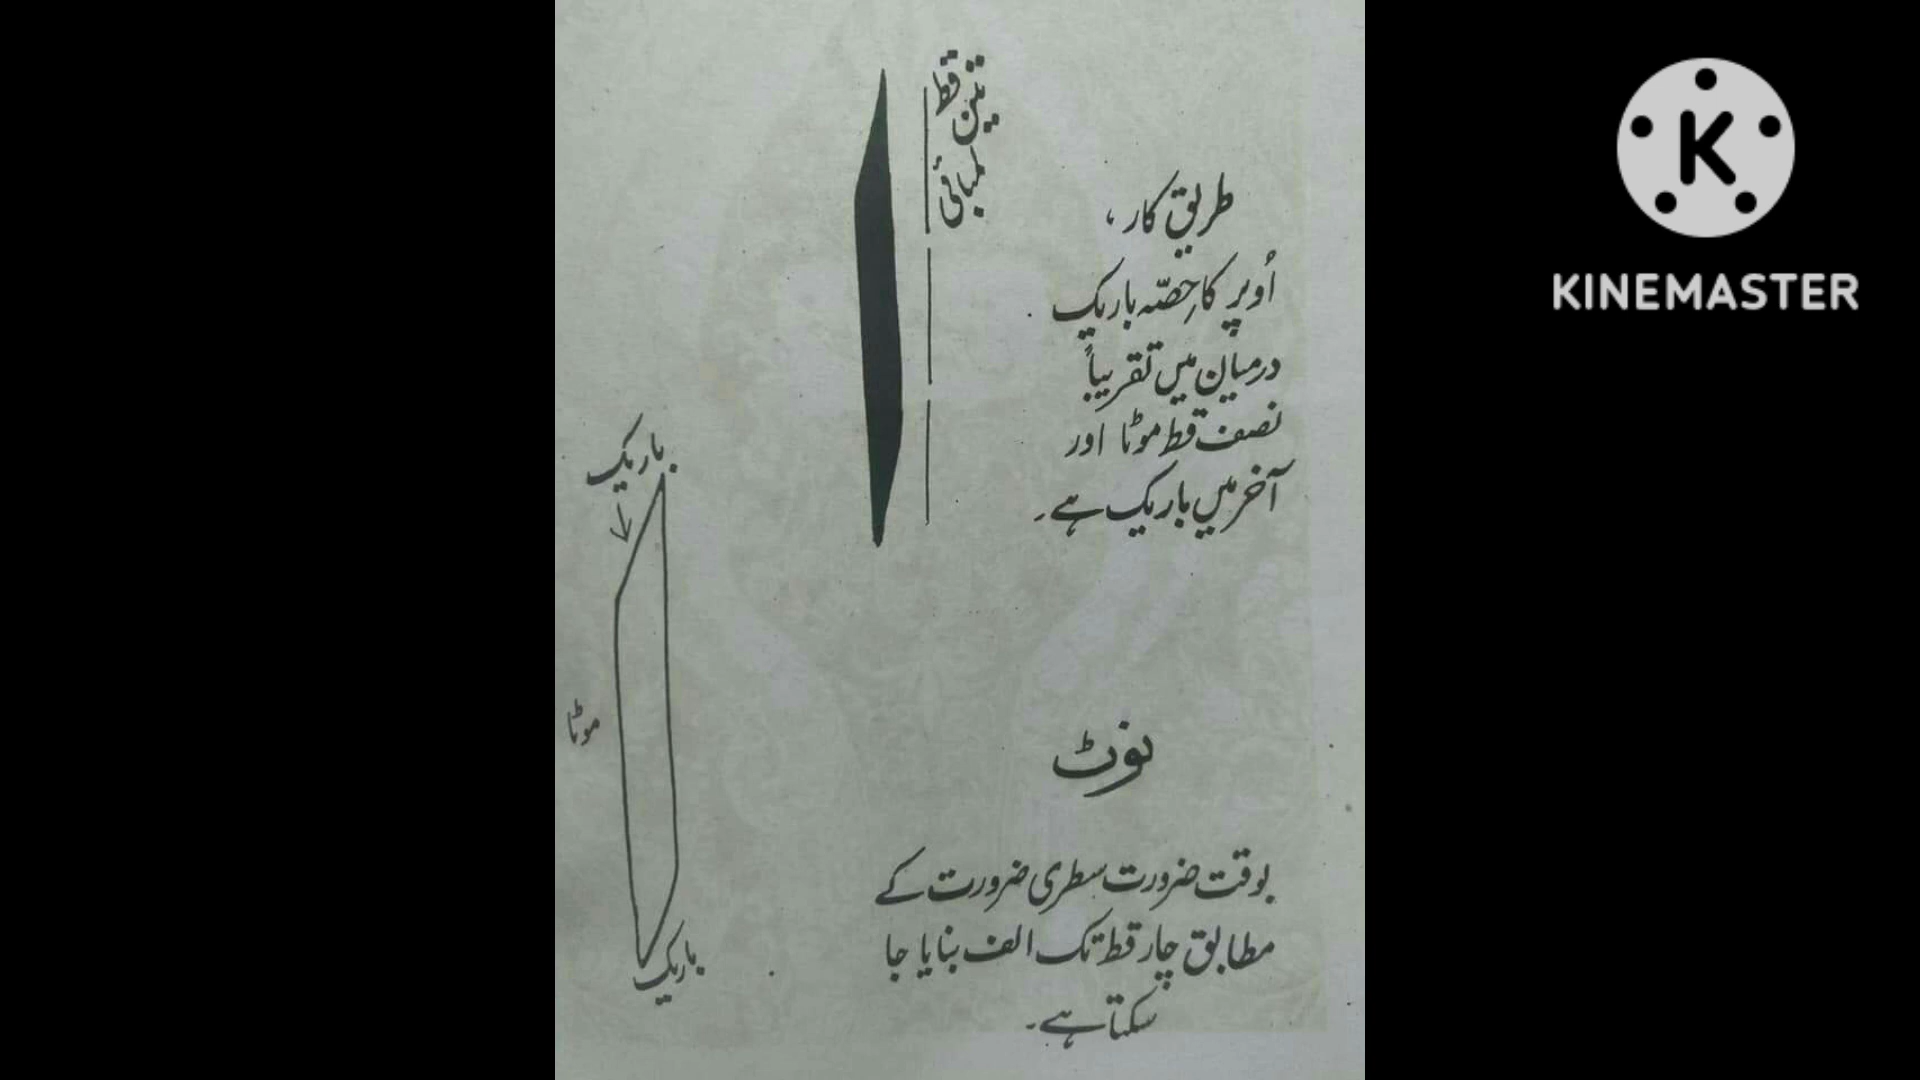 تین قط
لمبائی
طریق کار ،
اُوپر کا حِصّہ باریک
درمیان میں تقریباً
نصف قط موٹا اور
آخر میں باریک ہے۔
باریک
موٹا
باریک
نوٹ
بوقت ضرورت سطری ضرورت کے
مطابق چار قط تک الف بنایا جا
سکتا ہے۔
K
KINEMASTER